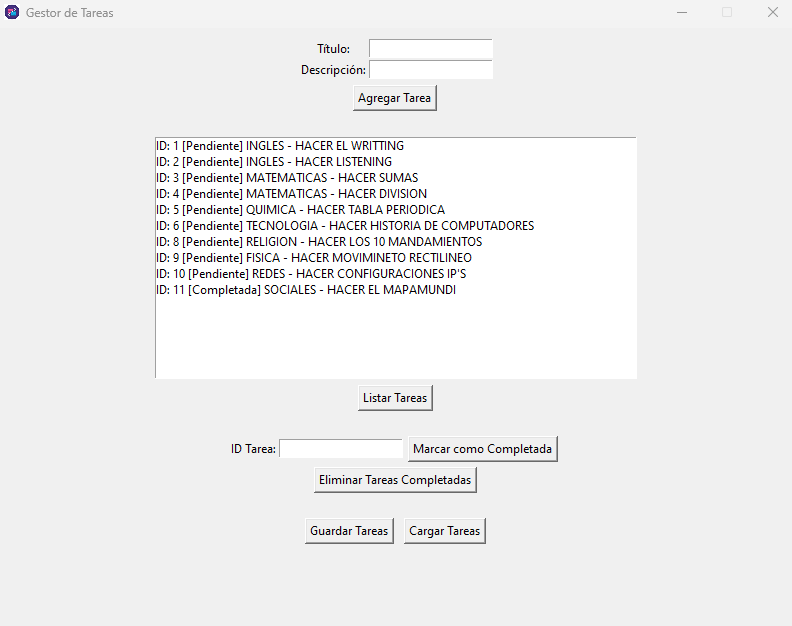 Gestor de Tareas
Título:
Descripción:
Agregar Tarea
ID: 1 [Pendiente] INGLES - HACER EL WRITTING
ID: 2 [Pendiente] INGLES - HACER LISTENING
ID: 3 [Pendiente] MATEMATICAS - HACER SUMAS
ID: 4 [Pendiente] MATEMATICAS - HACER DIVISION
ID: 5 [Pendiente] QUIMICA - HACER TABLA PERIODICA
ID: 6 [Pendiente] TECNOLOGIA - HACER HISTORIA DE COMPUTADORES
ID: 8 [Pendiente] RELIGION - HACER LOS 10 MANDAMIENTOS
ID: 9 [Pendiente] FISICA - HACER MOVIMINETO RECTILINEO
ID: 10 [Pendiente] REDES - HACER CONFIGURACIONES IP'S
ID: 11 [Completada] SOCIALES - HACER EL MAPAMUNDI
Listar Tareas
ID Tarea: Marcar como Completada
Eliminar Tareas Completadas
Guardar Tareas Cargar Tareas